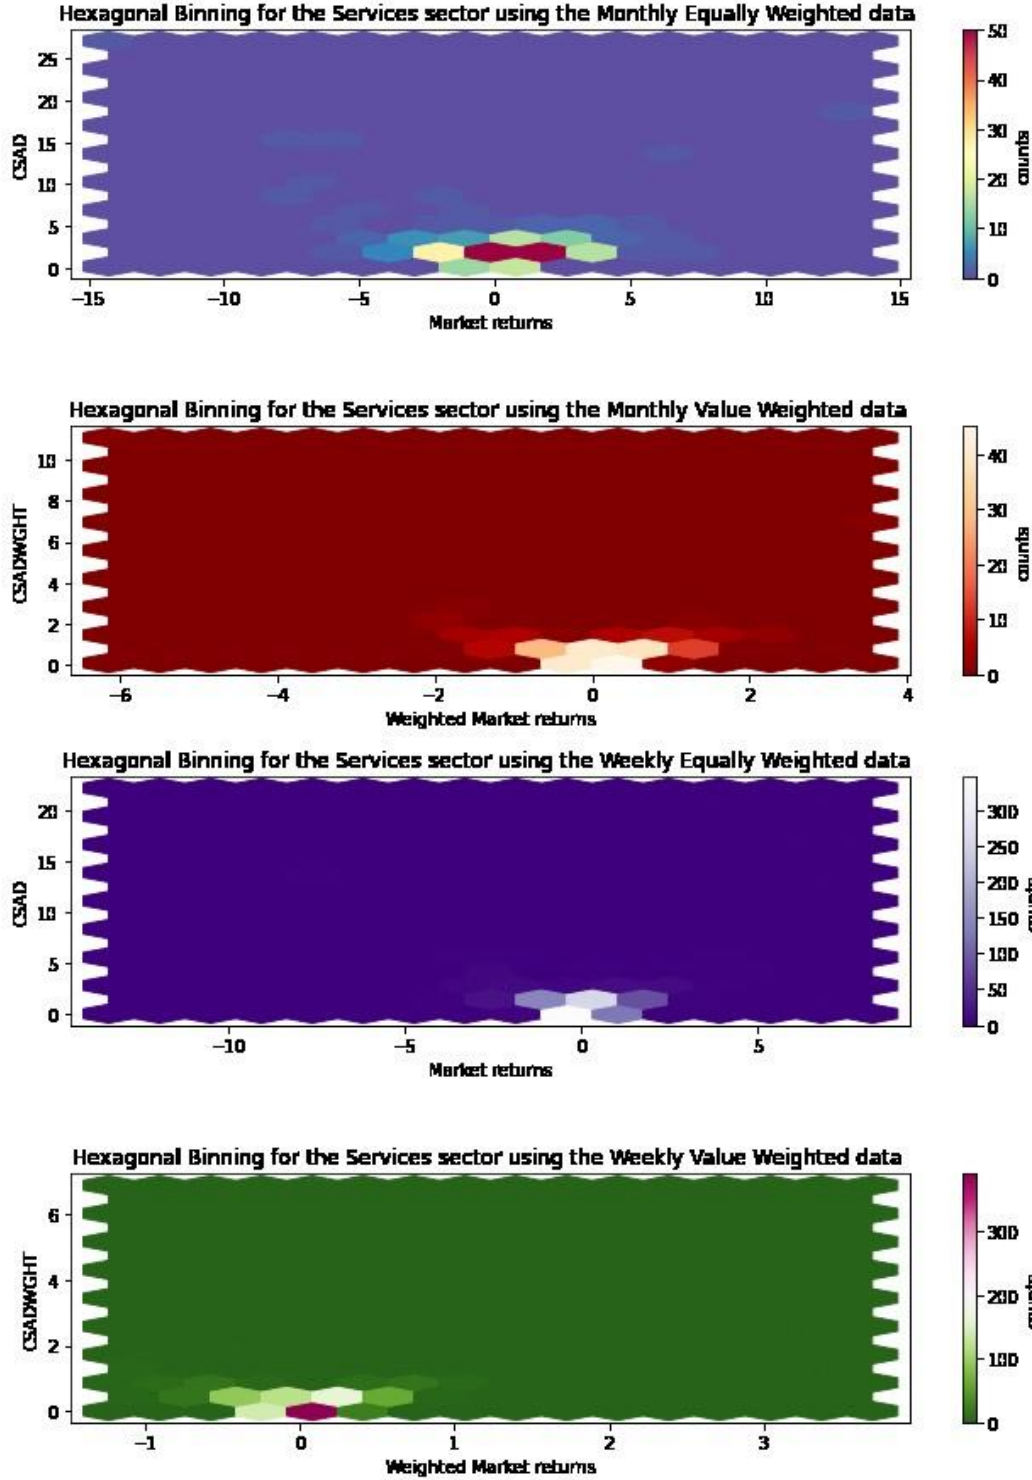 Hexagonal Binning for the Services sector using the Monthly Equally Weighted data
CSAD
25
20
15
10
5
0
−15 −10 −5 0 5 10 15
Market returns
50
40
30
20
10
0
counts
Hexagonal Binning for the Services sector using the Monthly Value Weighted data
CSADWGHT
10
8
6
4
2
0
−6 −4 −2 0 2 4
Weighted Market returns
40
30
20
10
0
counts
Hexagonal Binning for the Services sector using the Weekly Equally Weighted data
CSAD
20
15
10
5
0
−10 −5 0 5
Market returns
300
250
200
150
100
50
0
Hexagonal Binning for the Services sector using the Weekly Value Weighted data
CSADWGHT
6
4
2
0
−1 0 1 2 3
Weighted Market returns
300
200
100
0